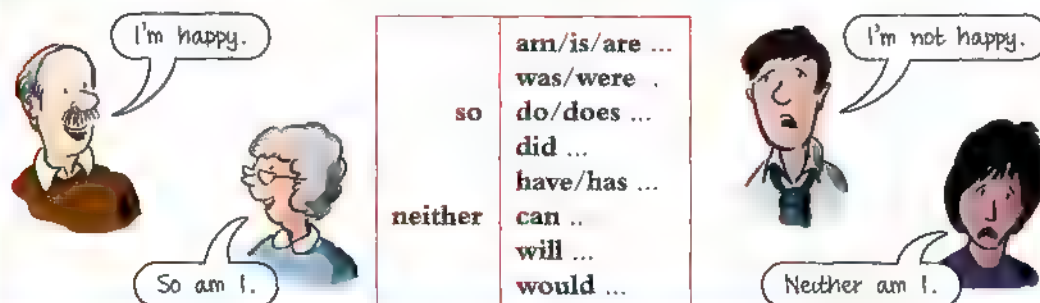 I'm happy.
So am I.
so
neither
am/is/are ...
was/were .
do/does ...
did ...
have/has ...
can ..
will ...
would ...
I'm not happy.
Neither am I.